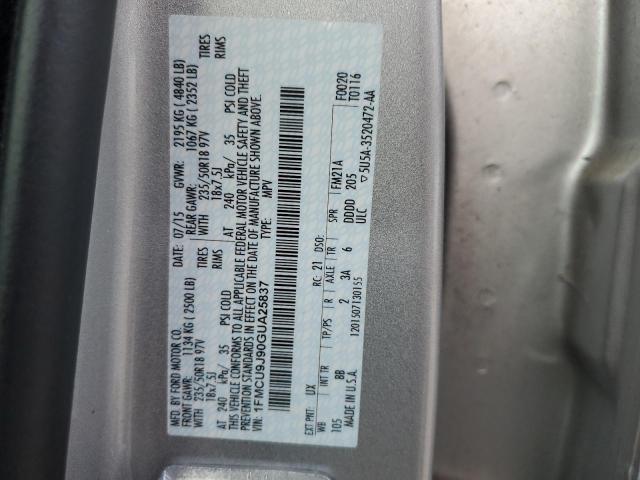 MFD. BY FORD MOTOR CO.
DATE: 07/15 GVWR: 2195 KG ( 4840 LB)
FRONT GAWR: 1134 KG ( 2500 LB) REAR GAWR: 1067 KG ( 2352 LB)
WITH 235/50R18 97V TIRES WITH 235/50R18 97V TIRES
18x7.5J RIMS 18x7.5J RIMS
AT 240 kPa/ 35 PSI COLD AT 240 kPa/ 35 PSI COLD
THIS VEHICLE CONFORMS TO ALL APPLICABLE FEDERAL MOTOR VEHICLE SAFETY AND THEFT
PREVENTION STANDARDS IN EFFECT ON THE DATE OF MANUFACTURE SHOWN ABOVE.
VIN: 1FMCU9J90GUA25837 TYPE: MPV
F0020
T0116
EXT PNT: UX RC: 21 DSO: FM21A
WB INT TR TP/PS R AXLE TR SPR
105 BB 2 3A 6 DDDD 205
ULC
MADE IN U.S.A. 1201507130155 ▽5U5A-3520472-AA